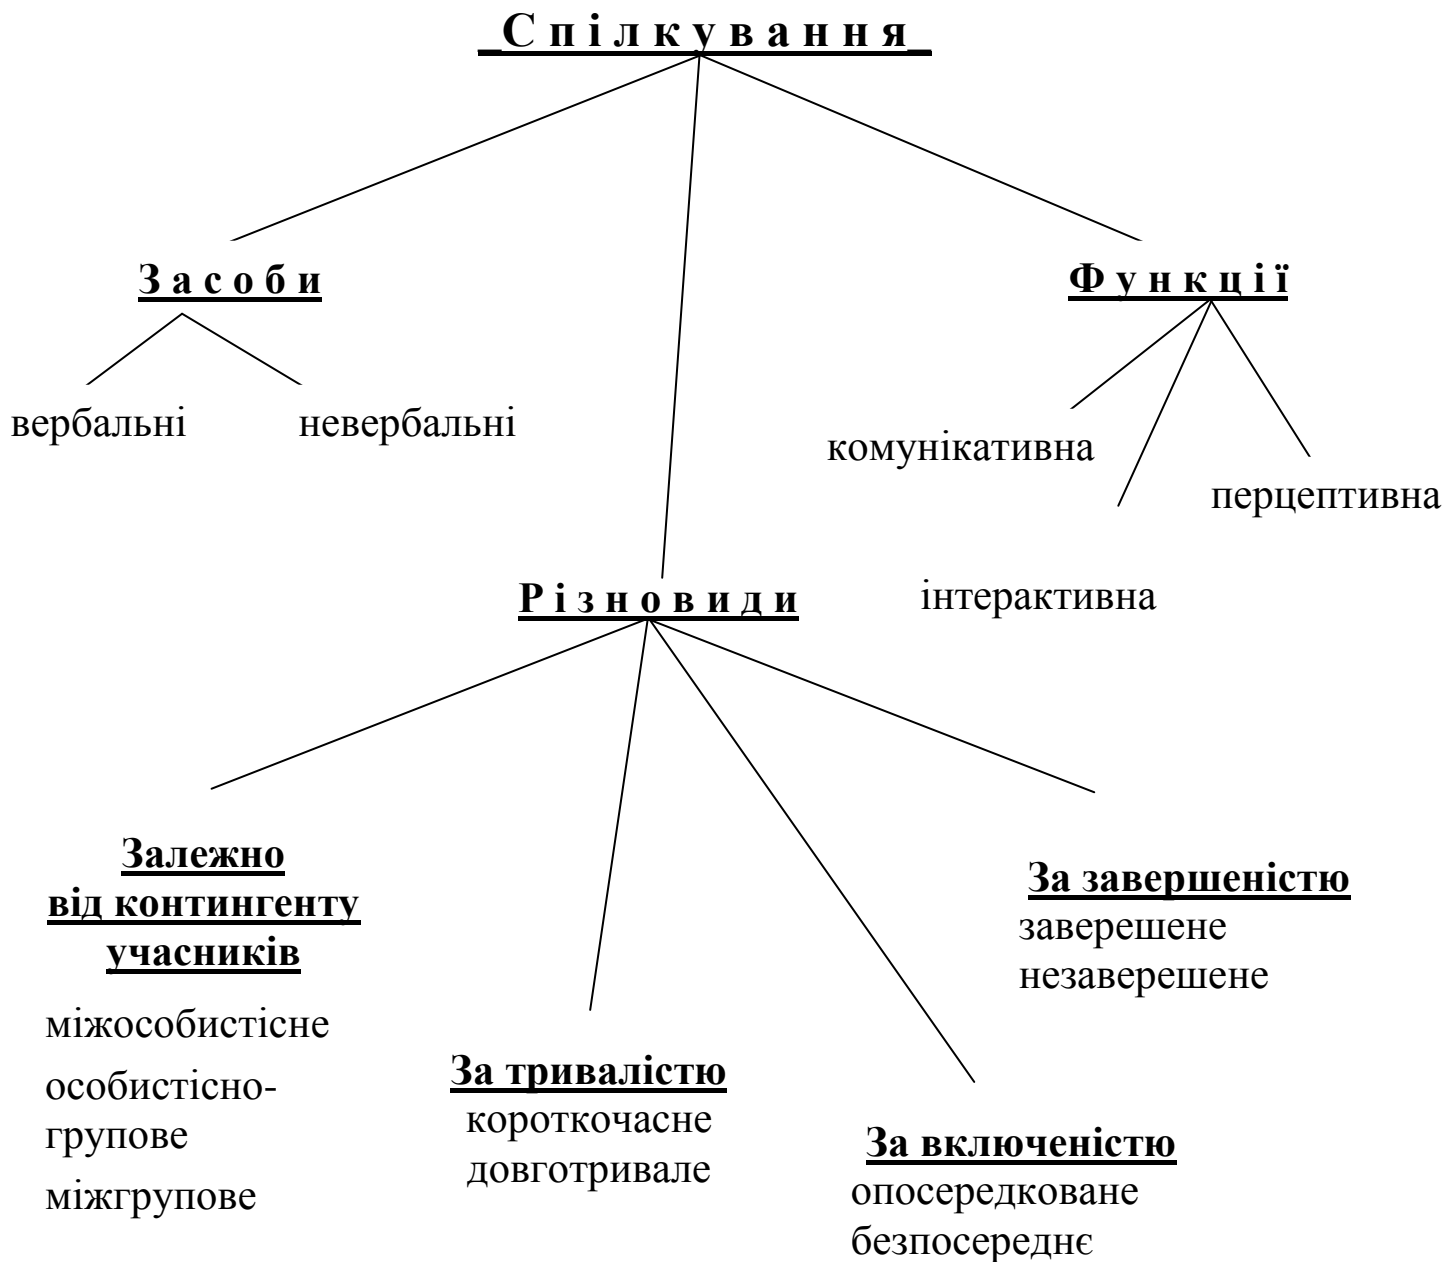 Спілкування
Засоби
Функції
вербальні
невербальні
комунікативна
перцептивна
інтерактивна
Різновиди
Залежно
від контингенту
учасників
міжособистісне
особистісно-
групове
міжгрупове
За тривалістю
короткочасне
довготривале
За включеністю
опосередковане
безпосереднє
За завершеністю
заверешене
незаверешене